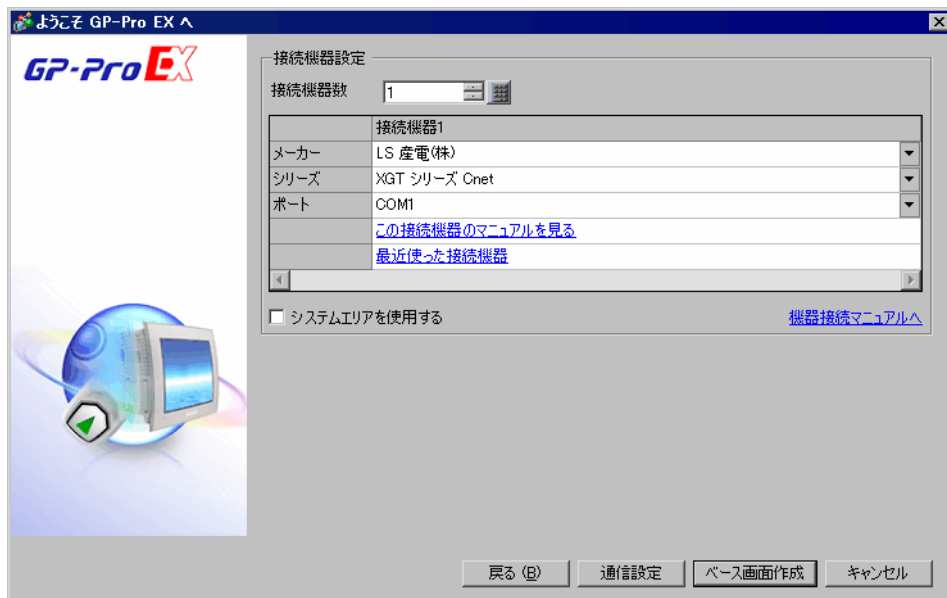 ようこそ GP-Pro EX へ
GP-Pro EX
接続機器設定
接続機器数 1
接続機器1
メーカー LS 産電(株)
シリーズ XGT シリーズ Cnet
ポート COM1
この接続機器のマニュアルを見る
最近使った接続機器
システムエリアを使用する 機器接続マニュアルへ
戻る (B) 通信設定 ベース画面作成 キャンセル